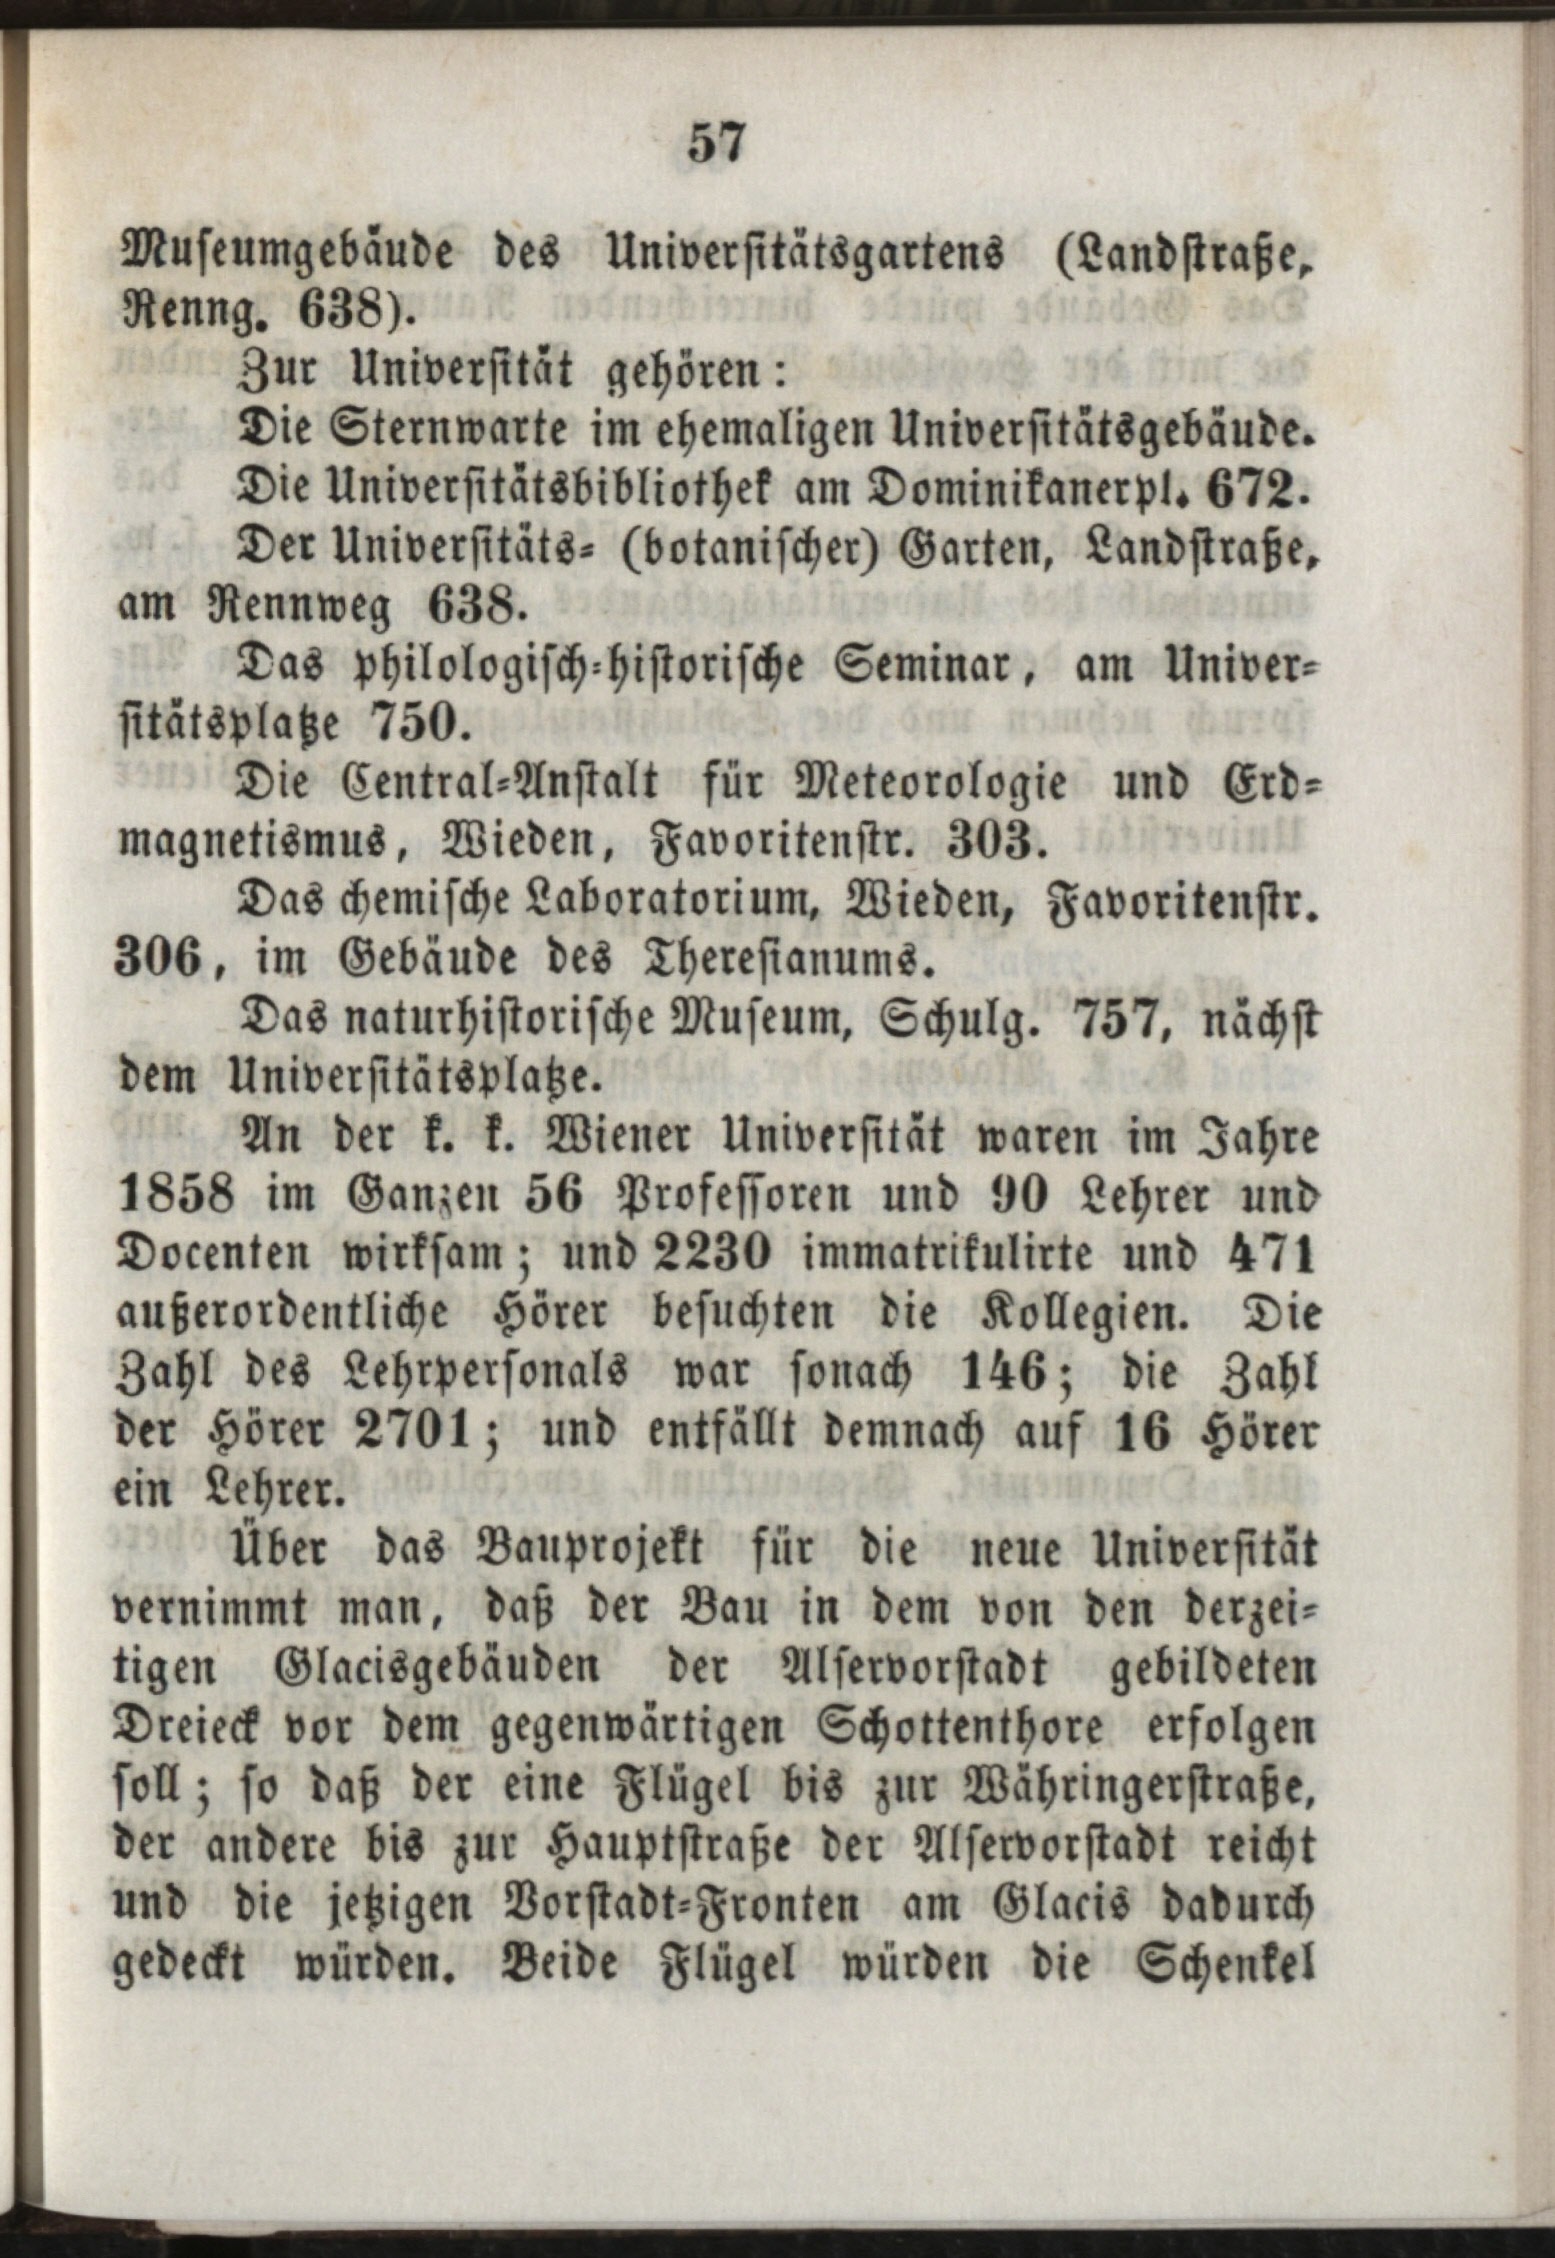 57
Museumgebäude des Universitätsgartens (Landstraße,
Renng. 638).
Zur Universität gehören:
Die Sternwarte im ehemaligen Universitätsgebäude.
Die Universitätsbibliothek am Dominikanerpl. 672.
Der Universitäts- (botanischer) Garten, Landstraße,
am Rennweg 638.
Das philologisch-historische Seminar, am Univer-
sitätsplatze 750.
Die Central-Anstalt für Meteorologie und Erd-
magnetismus, Wieden, Favoritenstr. 303.
Das chemische Laboratorium, Wieden, Favoritenstr.
306, im Gebäude des Theresianums.
Das naturhistorische Museum, Schulg. 757, nächst
dem Universitätsplatze.
An der k. k. Wiener Universität waren im Jahre
1858 im Ganzen 56 Professoren und 90 Lehrer und
Docenten wirksam; und 2230 immatrikulirte und 471
außerordentliche Hörer besuchten die Kollegien. Die
Zahl des Lehrpersonals war sonach 146; die Zahl
der Hörer 2701; und entfällt demnach auf 16 Hörer
ein Lehrer.
Über das Bauprojekt für die neue Universität
vernimmt man, daß der Bau in dem von den derzei-
tigen Glacisgebäuden der Alservorstadt gebildeten
Dreieck vor dem gegenwärtigen Schottenthore erfolgen
soll; so daß der eine Flügel bis zur Währingerstraße,
der andere bis zur Hauptstraße der Alservorstadt reicht
und die jetzigen Vorstadt-Fronten am Glacis dadurch
gedeckt würden. Beide Flügel würden die Schenkel